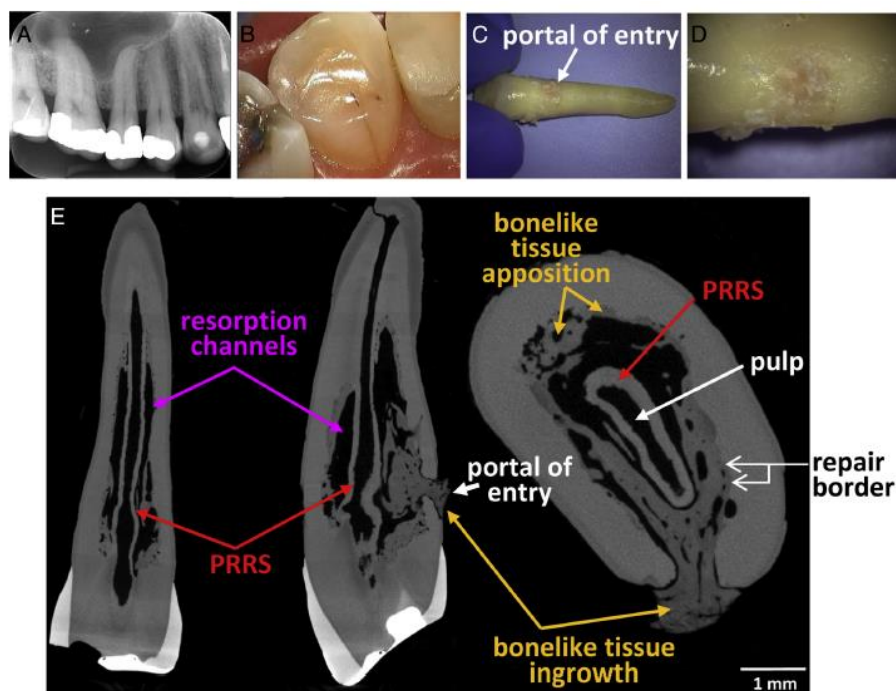 A
B
C
portal of entry
D
E
bonelike
tissue
apposition
PRRS
resorption
channels
pulp
portal of
entry
repair
border
PRRS
bonelike tissue
ingrowth
1 mm